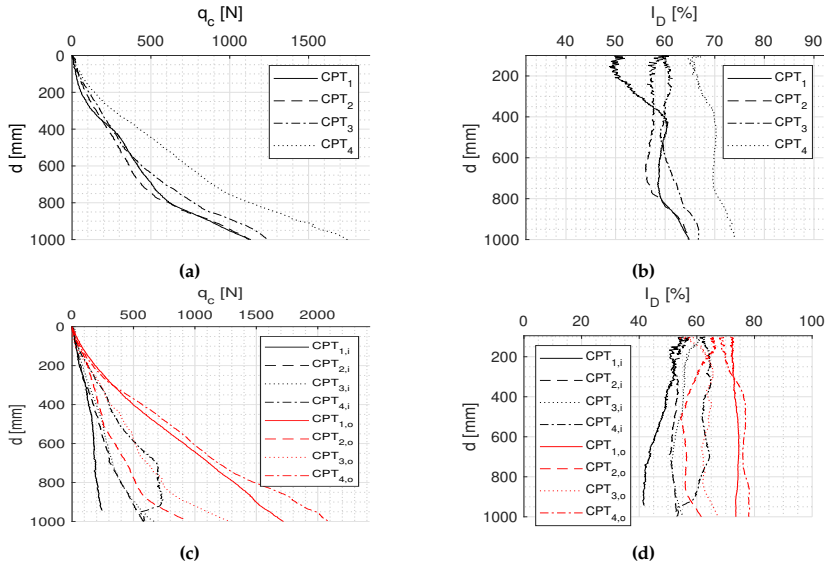 q_c [N]
0 500 1000 1500
0
200
400
600
800
1000
d [mm]
CPT_1
CPT_2
CPT_3
CPT_4
(a)
I_D [%]
40 50 60 70 80 90
200
400
600
800
1000
d [mm]
CPT_1
CPT_2
CPT_3
CPT_4
(b)
q_c [N]
0 500 1000 1500 2000
0
200
400
600
800
1000
d [mm]
CPT_1,i
CPT_2,i
CPT_3,i
CPT_4,i
CPT_1,o
CPT_2,o
CPT_3,o
CPT_4,o
(c)
I_D [%]
0 20 40 60 80 100
200
400
600
800
1000
d [mm]
CPT_1,i
CPT_2,i
CPT_3,i
CPT_4,i
CPT_1,o
CPT_2,o
CPT_3,o
CPT_4,o
(d)